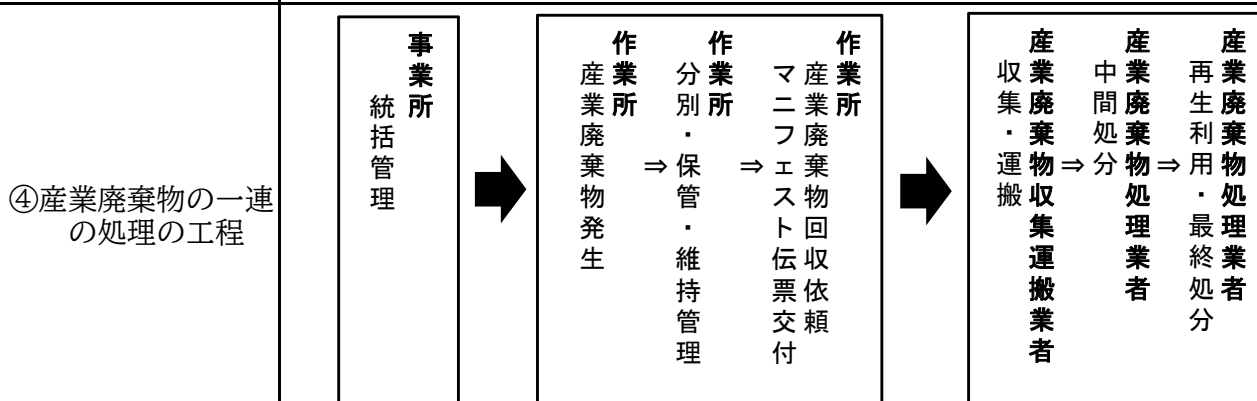 ④産業廃棄物の一連
の処理の工程
事業所
統括管理
作業所
産業廃棄物発生
⇒
作業所
分別・保管・維持管理
⇒
作業所
産業廃棄物回収依頼
マニフェスト伝票交付
産業廃棄物収集運搬業者
収集・運搬
⇒
産業廃棄物処理業者
中間処分
⇒
産業廃棄物処理業者
再生利用・最終処分